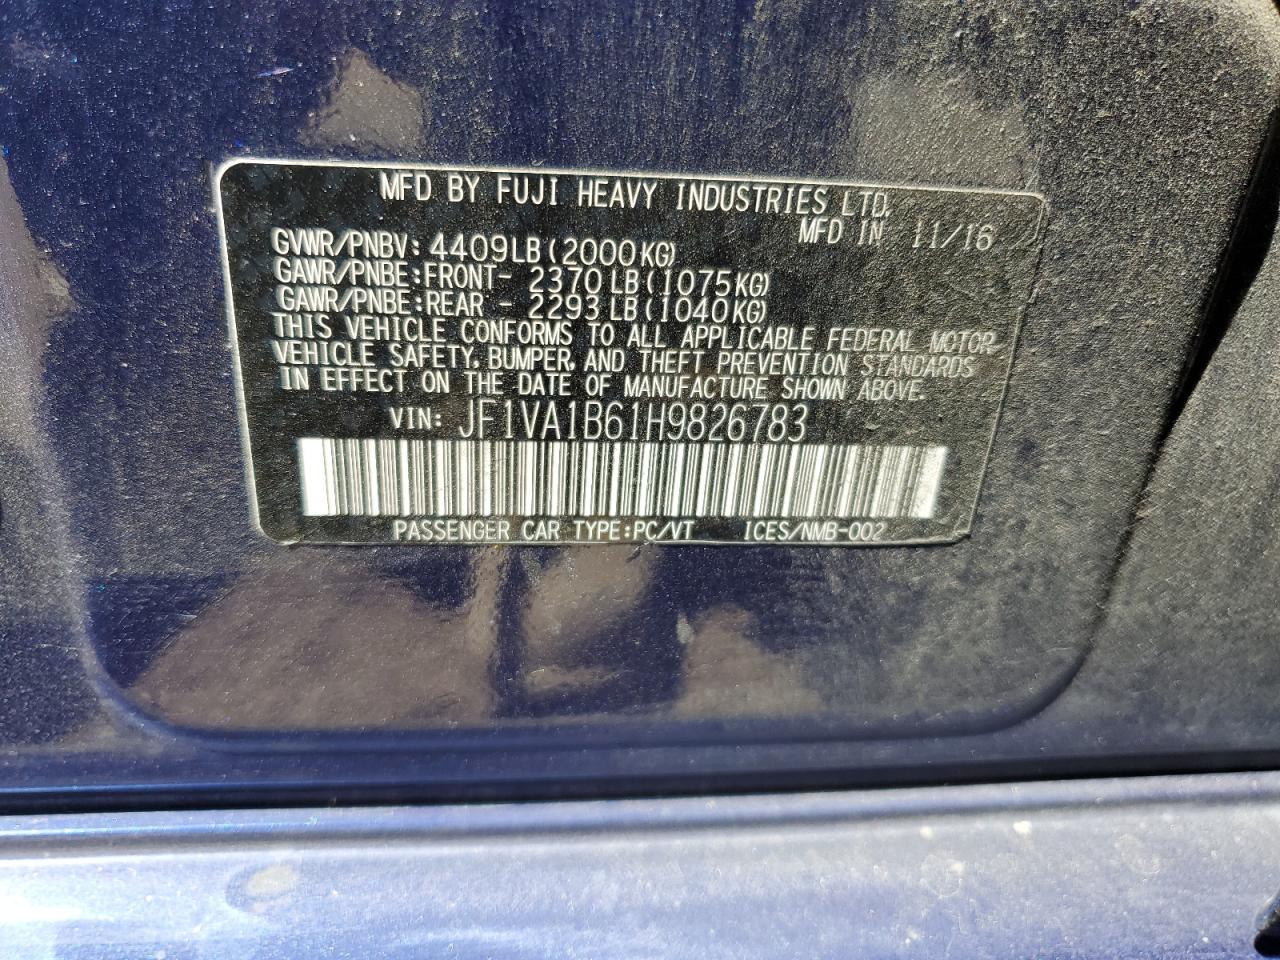 MFD BY FUJI HEAVY INDUSTRIES LTD.
MFD IN 11/16
GVWR/PNBV: 4409LB(2000KG)
GAWR/PNBE:FRONT- 2370LB(1075KG)
GAWR/PNBE:REAR - 2293LB(1040KG)
THIS VEHICLE CONFORMS TO ALL APPLICABLE FEDERAL MOTOR
VEHICLE SAFETY, BUMPER, AND THEFT PREVENTION STANDARDS
IN EFFECT ON THE DATE OF MANUFACTURE SHOWN ABOVE.
VIN: JF1VA1B61H9826783
PASSENGER CAR TYPE:PC/VT ICES/NMB-002